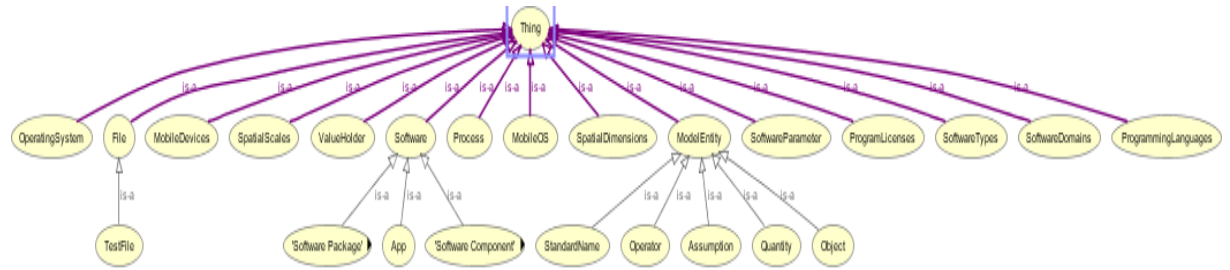 Thing
is-a is-a is-a is-a is-a is-a is-a is-a is-a is-a is-a is-a is-a is-a
OperatingSystem File MobileDevices SpatialScales ValueHolder Software Process MobileOS SpatialDimensions ModelEntity SoftwareParameter ProgramLicenses SoftwareTypes SoftwareDomains ProgrammingLanguages
is-a is-a is-a is-a is-a is-a is-a is-a is-a
TestFile 'Software Package' App 'Software Component' StandardName Operator Assumption Quantity Object